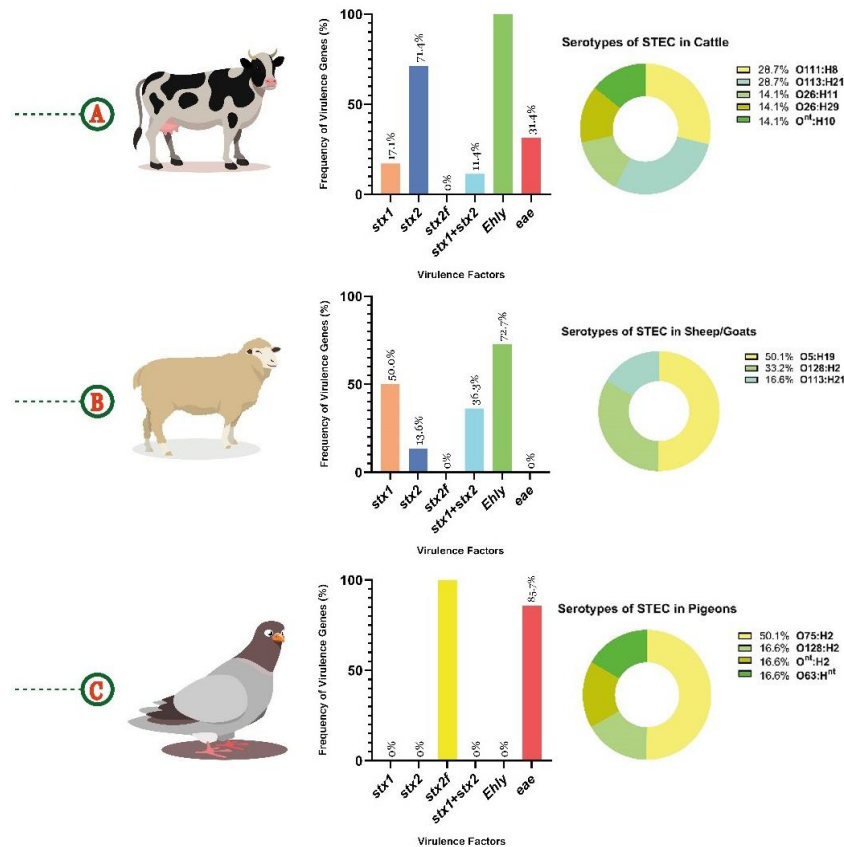 A
Frequency of Virulence Genes (%)
100
50
0
17.1%
71.4%
0%
11.4%
31.4%
stx1
stx2
stx2f
stx1+stx2
Ehly
eae
Virulence Factors
Serotypes of STEC in Cattle
28.7% O111:H8
28.7% O113:H21
14.1% O26:H11
14.1% O26:H29
14.1% Oⁿᵗ:H10
B
Frequency of Virulence Genes (%)
100
50
0
50.0%
13.6%
0%
36.3%
72.7%
0%
stx1
stx2
stx2f
stx1+stx2
Ehly
eae
Virulence Factors
Serotypes of STEC in Sheep/Goats
50.1% O5:H19
33.2% O128:H2
16.6% O113:H21
C
Frequency of Virulence Genes (%)
100
50
0
0%
0%
0%
0%
85.7%
stx1
stx2
stx2f
stx1+stx2
Ehly
eae
Virulence Factors
Serotypes of STEC in Pigeons
50.1% O75:H2
16.6% O128:H2
16.6% Oⁿᵗ:H2
16.6% O63:Hⁿᵗ